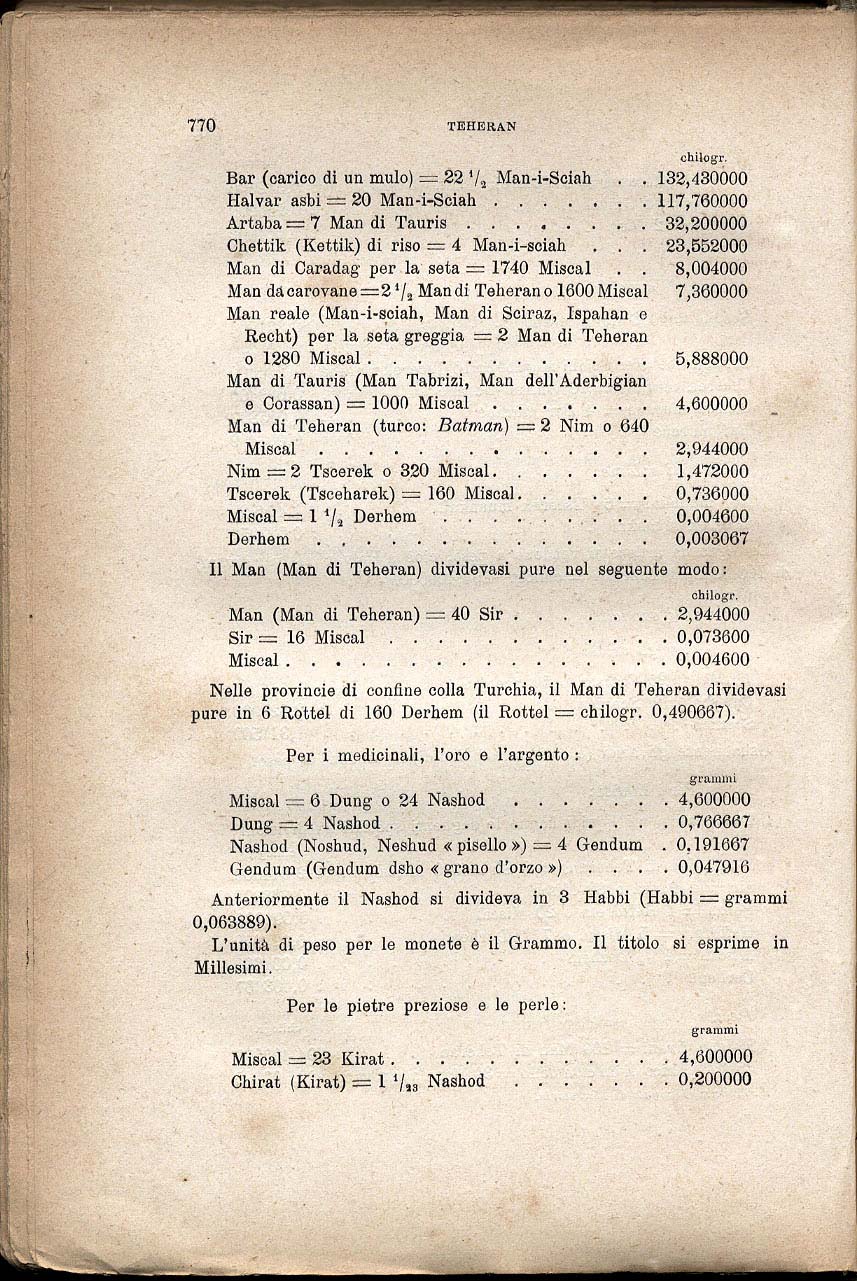 770 TEHERAN
chilogr.
Bar (carico di un mulo) = 22 1/2 Man-i-Sciah . . 132,430000
Halvar asbi = 20 Man-i-Sciah . . . . . . . 117,760000
Artaba = 7 Man di Tauris . . . . . . . . 32,200000
Chettik (Kettik) di riso = 4 Man-i-sciah . . . 23,552000
Man di Caradag per la seta = 1740 Miscal . . 8,004000
Man da carovane = 2 1/2 Man di Teheran o 1600 Miscal 7,360000
Man reale (Man-i-sciah, Man di Sciraz, Ispahan e
Recht) per la seta greggia = 2 Man di Teheran
o 1280 Miscal . . . . . . . . . . . . 5,888000
Man di Tauris (Man Tabrizi, Man dell'Aderbigian
e Corassan) = 1000 Miscal . . . . . . . 4,600000
Man di Teheran (turco: Batman) = 2 Nim o 640
Miscal . . . . . . . . . . . . . . 2,944000
Nim = 2 Tscerek o 320 Miscal . . . . . . . 1,472000
Tscerek (Tsceharek) = 160 Miscal . . . . . . 0,736000
Miscal = 1 1/2 Derhem . . . . . . . . . 0,004600
Derhem . . . . . . . . . . . . . . 0,003067
Il Man (Man di Teheran) dividevasi pure nel seguente modo:
chilogr.
Man (Man di Teheran) = 40 Sir . . . . . . . 2,944000
Sir = 16 Miscal . . . . . . . . . . . . 0,073600
Miscal . . . . . . . . . . . . . . . . 0,004600
Nelle provincie di confine colla Turchia, il Man di Teheran dividevasi
pure in 6 Rottel di 160 Derhem (il Rottel = chilogr. 0,490667).
Per i medicinali, l'oro e l'argento :
grammi
Miscal = 6 Dung o 24 Nashod . . . . . . . 4,600000
Dung = 4 Nashod . . . . . . . . . . . . 0,766667
Nashod (Noshud, Neshud « pisello ») = 4 Gendum . 0.191667
Gendum (Gendum dsho « grano d'orzo ») . . . . 0,047916
Anteriormente il Nashod si divideva in 3 Habbi (Habbi = grammi
0,063889).
L'unità di peso per le monete è il Grammo. Il titolo si esprime in
Millesimi.
Per le pietre preziose e le perle:
grammi
Miscal = 23 Kirat . . . . . . . . . . . . 4,600000
Chirat (Kirat) = 1 1/23 Nashod . . . . . . . 0,200000